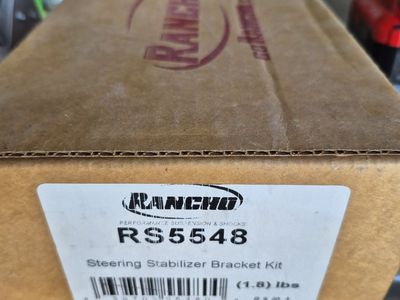 RANCHO
RANCHO
PERFORMANCE SUSPENSION & SHOCKS
RS5548
Steering Stabilizer Bracket Kit
(1.8) lbs